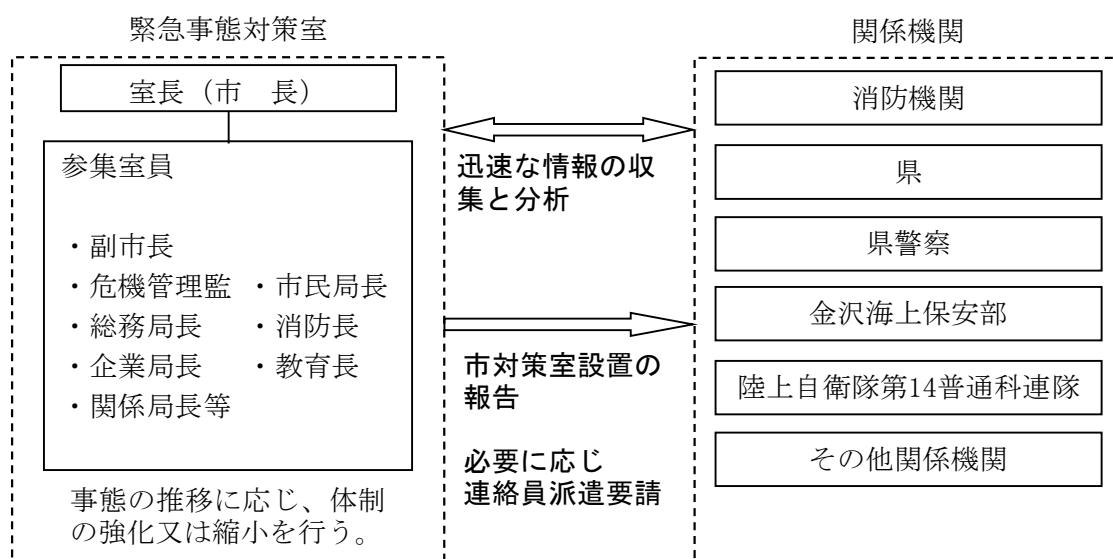 緊急事態対策室
室長（市　長）
参集室員
・副市長
・危機管理監　・市民局長
・総務局長　　・消防長
・企業局長　　・教育長
・関係局長等
事態の推移に応じ、体制
の強化又は縮小を行う。
迅速な情報の収
集と分析
市対策室設置の
報告
必要に応じ
連絡員派遣要請
関係機関
消防機関
県
県警察
金沢海上保安部
陸上自衛隊第14普通科連隊
その他関係機関